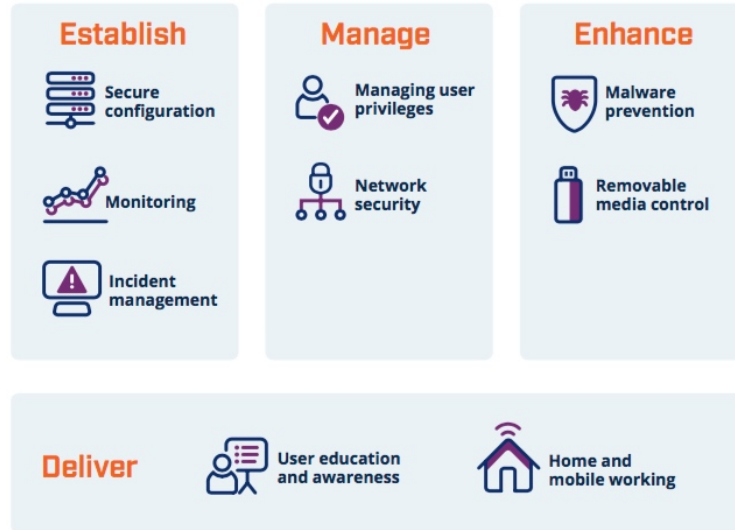 Establish
Secure
configuration
Monitoring
Incident
management
Manage
Managing user
privileges
Network
security
Enhance
Malware
prevention
Removable
media control
Deliver
User education
and awareness
Home and
mobile working